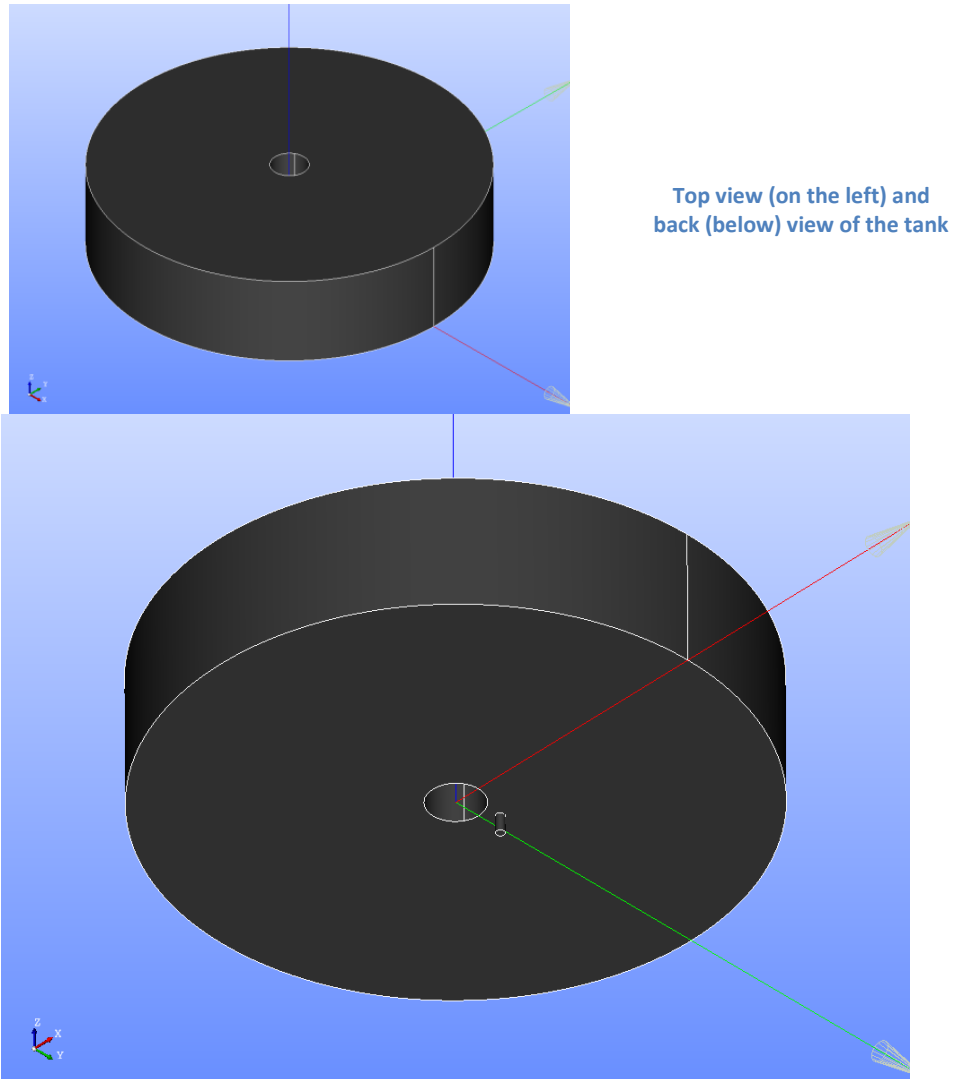 Top view (on the left) and
back (below) view of the tank
Z
Y
X
Z
X
Y